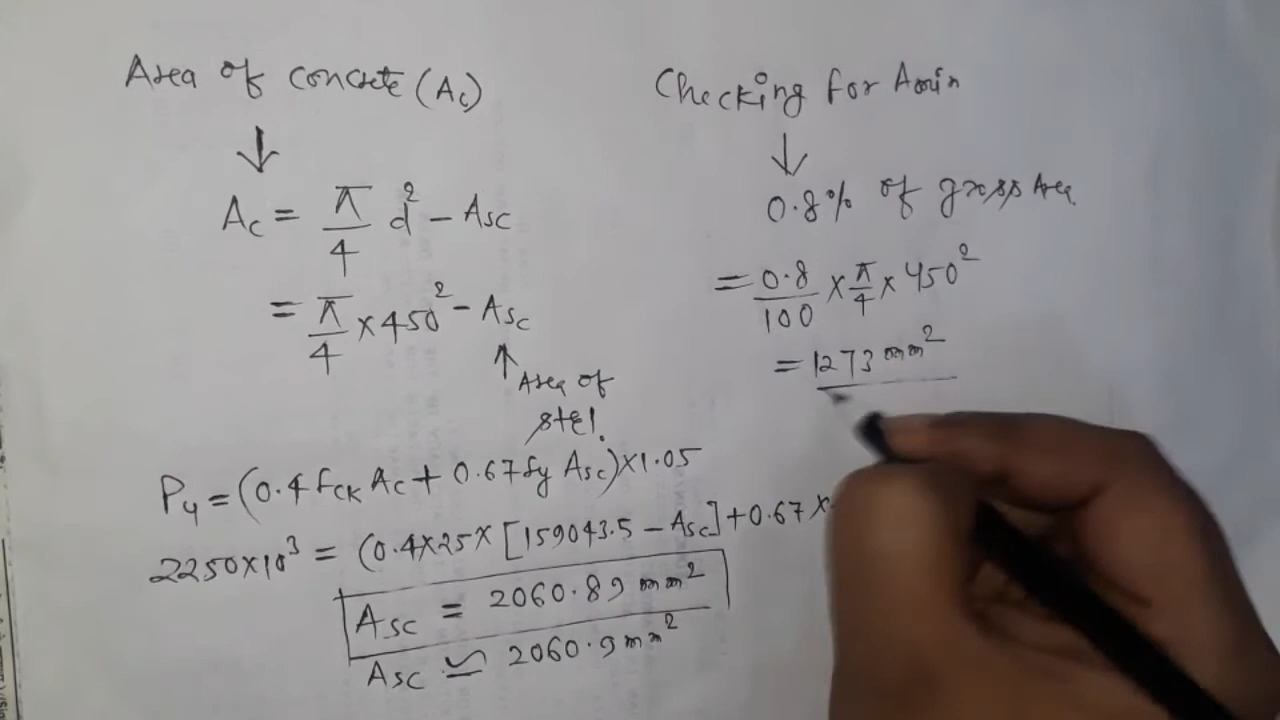 Area of concrete (Ac)
↓
Ac = π/4 d² − Asc
= π/4 × 450² − Asc
↑
Area of
stel.
Pu = (0.4 fck Ac + 0.67 fy Asc) × 1.05
2250×10³ = (0.4×25× [159043.5 − Asc] + 0.67 ×
Asc = 2060.89 mm²
Asc ≃ 2060.9 mm²
Checking for Amin
↓
0.8% of gross Area
= 0.8/100 × π/4 × 450²
= 1273 mm²